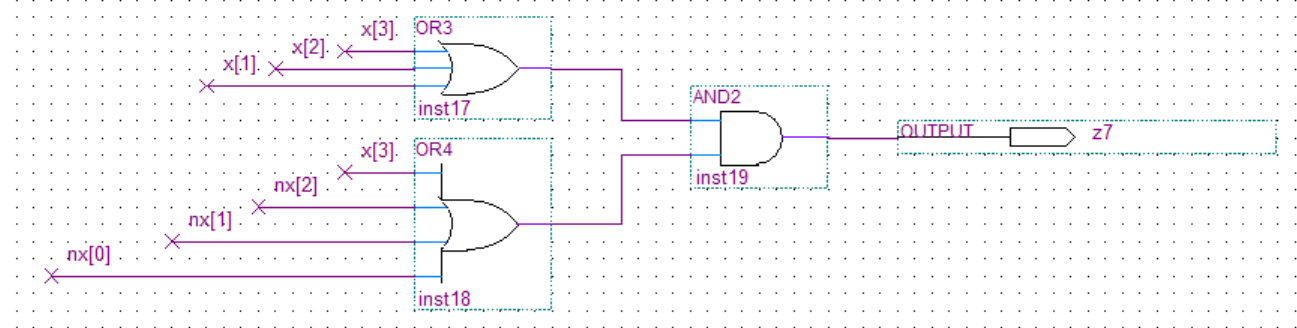 x[3]
OR3
x[2]
x[1]
inst17
AND2
OUTPUT
z7
inst19
x[3]
OR4
nx[2]
nx[1]
nx[0]
inst18